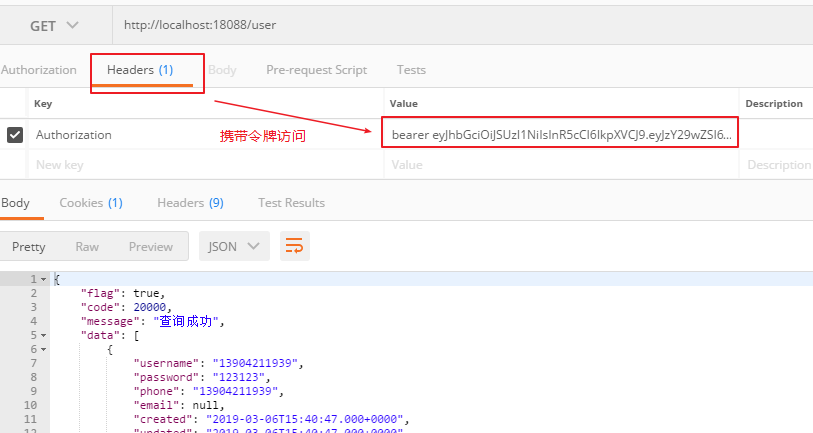 GET http://localhost:18088/user
Authorization Headers (1) Body Pre-request Script Tests
Key Value Description
Authorization 携带令牌访问 bearer eyJhbGciOiJSUzI1NiIsInR5cCI6IkpXVCJ9.eyJzY29wZSI6...
New key Value Description
Body Cookies (1) Headers (9) Test Results
Pretty Raw Preview JSON
1 {
2 "flag": true,
3 "code": 20000,
4 "message": "查询成功",
5 "data": [
6 {
7 "username": "13904211939",
8 "password": "123123",
9 "phone": "13904211939",
10 "email": null,
11 "created": "2019-03-06T15:40:47.000+0000",
12 "updated": "2019-03-06T15:40:47.000+0000"